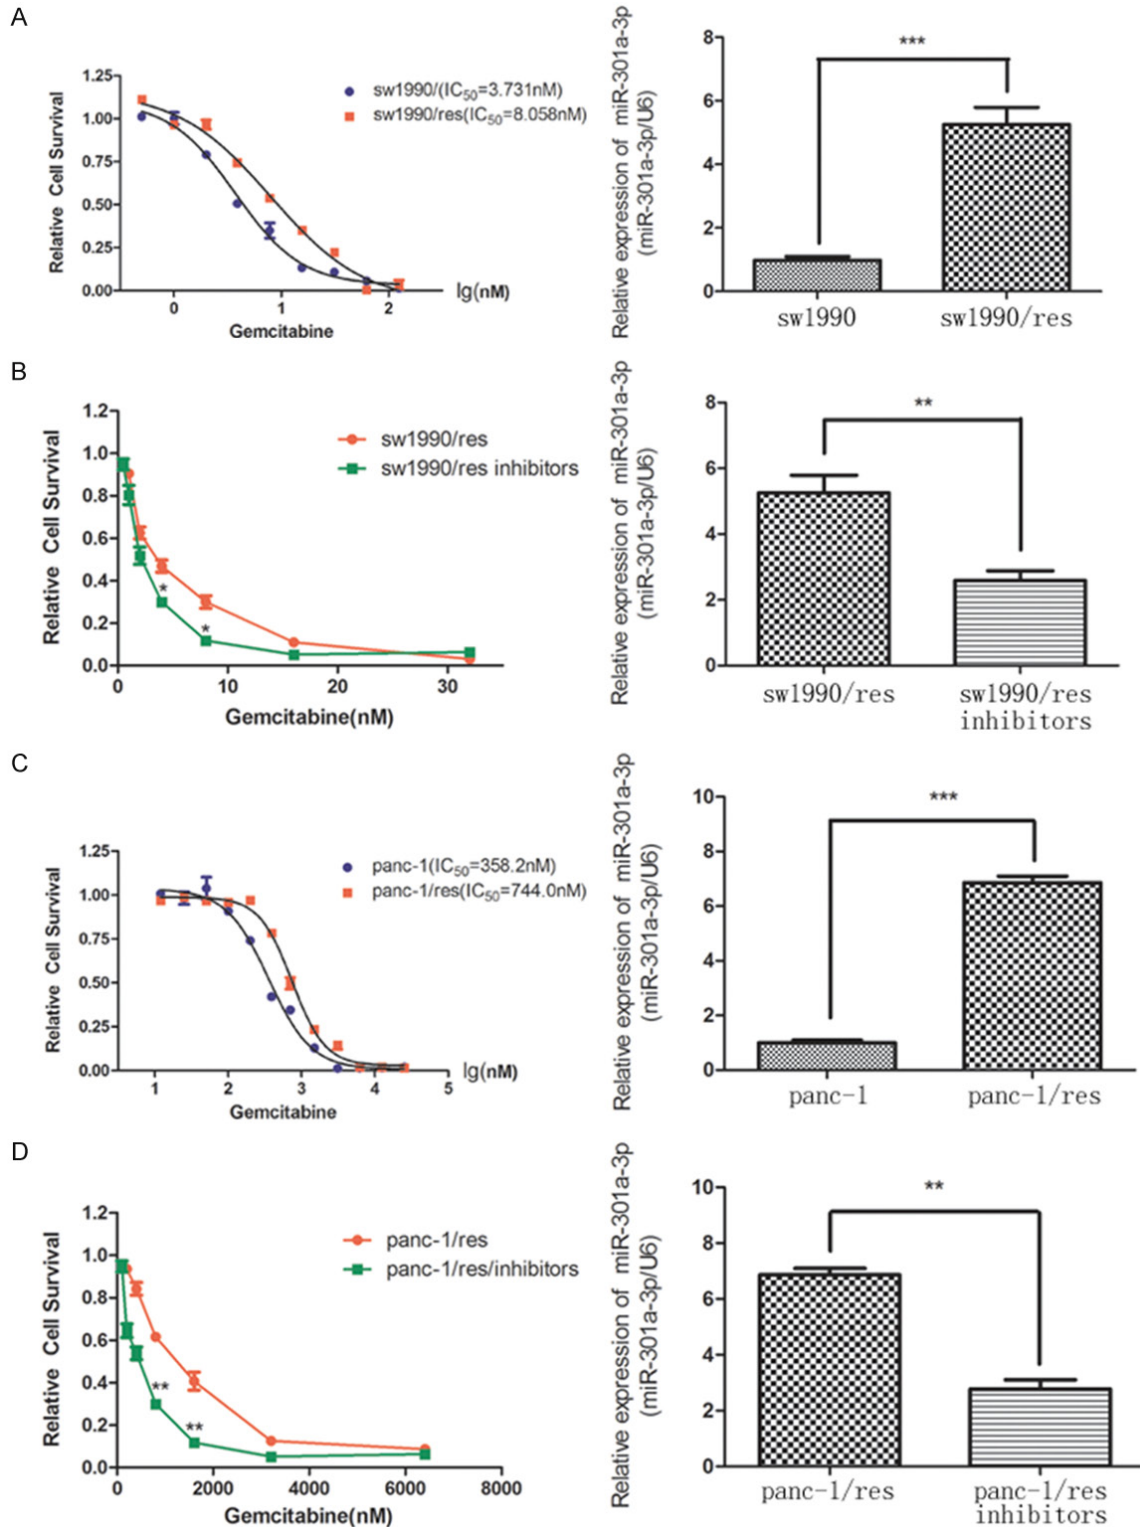 A
Relative Cell Survival
1.25
1.00
0.75
0.50
0.25
0.00
0
1
2
lg(nM)
Gemcitabine
sw1990/(IC50=3.731nM)
sw1990/res(IC50=8.058nM)
Relative expression of miR-301a-3p
(miR-301a-3p/U6)
8
6
4
2
0
***
sw1990
sw1990/res
B
Relative Cell Survival
1.2
1.0
0.8
0.6
0.4
0.2
0.0
0
10
20
30
Gemcitabine(nM)
sw1990/res
sw1990/res inhibitors
*
*
Relative expression of miR-301a-3p
(miR-301a-3p/U6)
8
6
4
2
0
**
sw1990/res
sw1990/res
inhibitors
C
Relative Cell Survival
1.25
1.00
0.75
0.50
0.25
0.00
1
2
3
4
5
lg(nM)
Gemcitabine
panc-1(IC50=358.2nM)
panc-1/res(IC50=744.0nM)
Relative expression of miR-301a-3p
(miR-301a-3p/U6)
10
8
6
4
2
0
***
panc-1
panc-1/res
D
Relative Cell Survival
1.2
1.0
0.8
0.6
0.4
0.2
0.0
0
2000
4000
6000
8000
Gemcitabine(nM)
panc-1/res
panc-1/res/inhibitors
**
**
Relative expression of miR-301a-3p
(miR-301a-3p/U6)
10
8
6
4
2
0
**
panc-1/res
panc-1/res
inhibitors